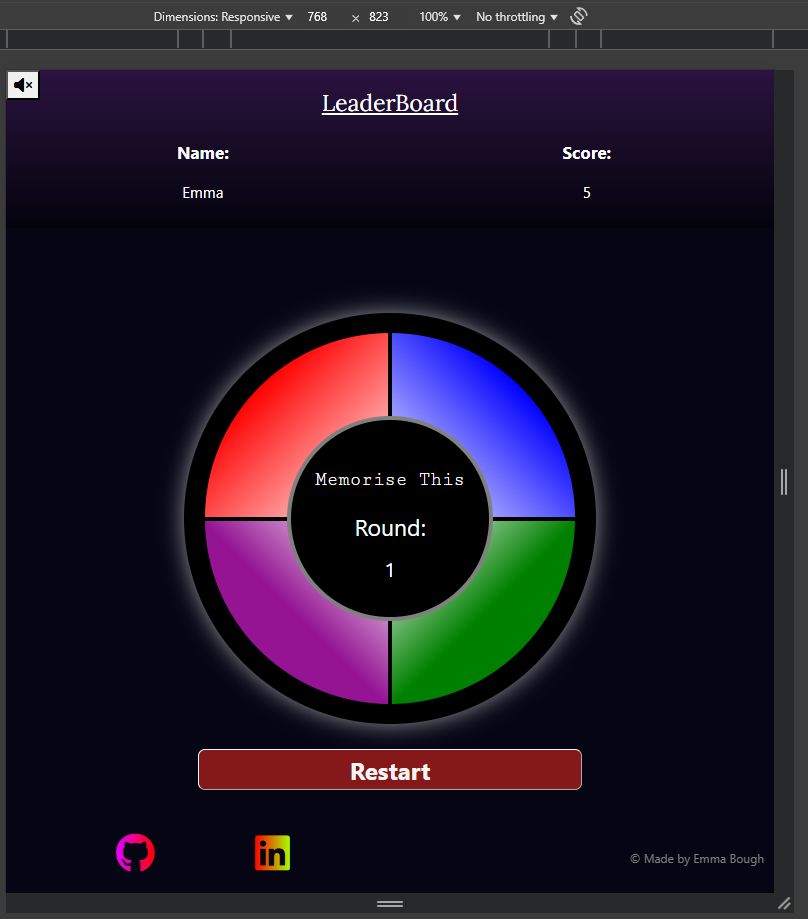 Dimensions: Responsive 768 × 823 100% No throttling
LeaderBoard
Name: Score:
Emma 5
Memorise This
Round:
1
Restart
in © Made by Emma Bough